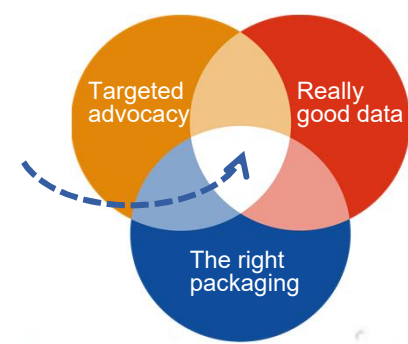 Targeted
advocacy
Really
good data
The right
packaging